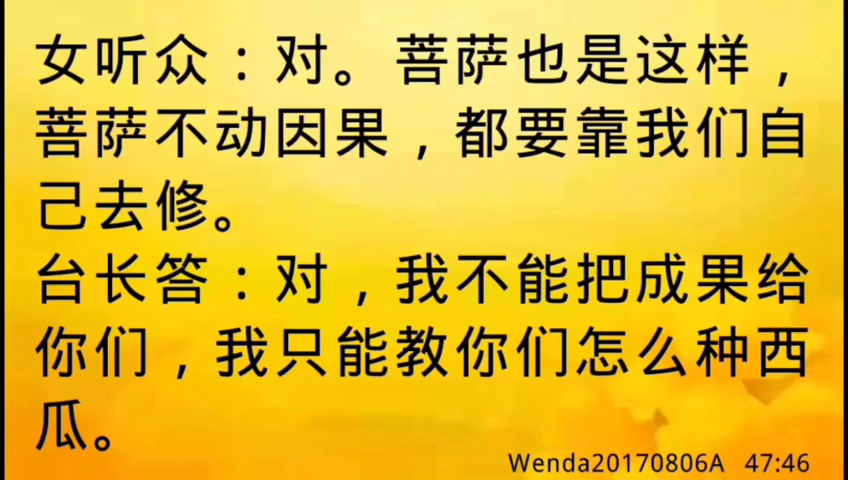 女听众：对。菩萨也是这样，
菩萨不动因果，都要靠我们自
己去修。
台长答：对，我不能把成果给
你们，我只能教你们怎么种西
瓜。
Wenda20170806A 47:46